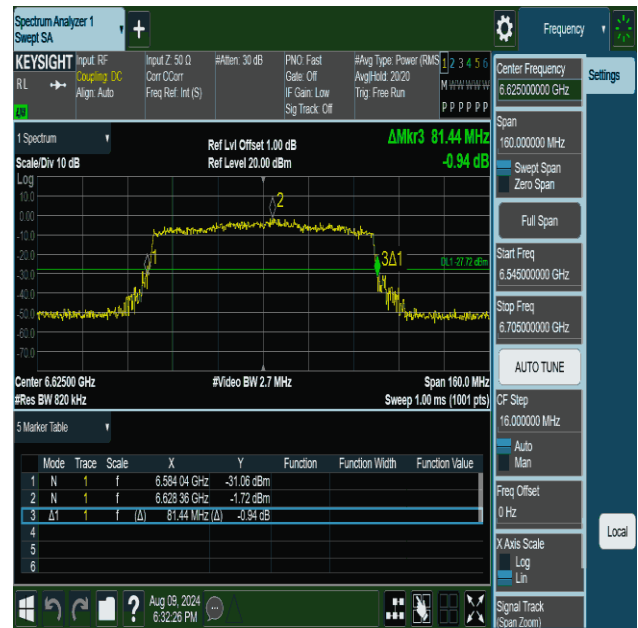 Spectrum Analyzer 1
Swept SA
Frequency
KEYSIGHT
RL
Input: RF
Coupling: DC
Align: Auto
Input Z: 50 Ω
Corr CCorr
Freq Ref: Int (S)
#Atten: 30 dB
PNO: Fast
Gate: Off
IF Gain: Low
Sig Track: Off
#Avg Type: Power (RMS
Avg|Hold: 20/20
Trig: Free Run
1 2 3 4 5 6
M W W W W W
P P P P P P
1 Spectrum
Scale/Div 10 dB
Ref Lvl Offset 1.00 dB
Ref Level 20.00 dBm
ΔMkr3 81.44 MHz
-0.94 dB
Log
10.0
0.00
-10.0
-20.0
-30.0
-40.0
-50.0
-60.0
-70.0
1
2
3Δ1
DL1 -27.72 dBm
Center 6.62500 GHz
#Video BW 2.7 MHz
Span 160.0 MHz
#Res BW 820 kHz
Sweep 1.00 ms (1001 pts)
5 Marker Table
Mode Trace Scale X Y Function Function Width Function Value
1 N 1 f 6.584 04 GHz -31.06 dBm
2 N 1 f 6.628 36 GHz -1.72 dBm
3 Δ1 1 f (Δ) 81.44 MHz (Δ) -0.94 dB
4
5
6
?
Aug 09, 2024
6:32:26 PM
Center Frequency
6.625000000 GHz
Settings
Span
160.000000 MHz
Swept Span
Zero Span
Full Span
Start Freq
6.545000000 GHz
Stop Freq
6.705000000 GHz
AUTO TUNE
CF Step
16.000000 MHz
Auto
Man
Freq Offset
0 Hz
X Axis Scale
Log
Lin
Local
Signal Track
(Span Zoom)